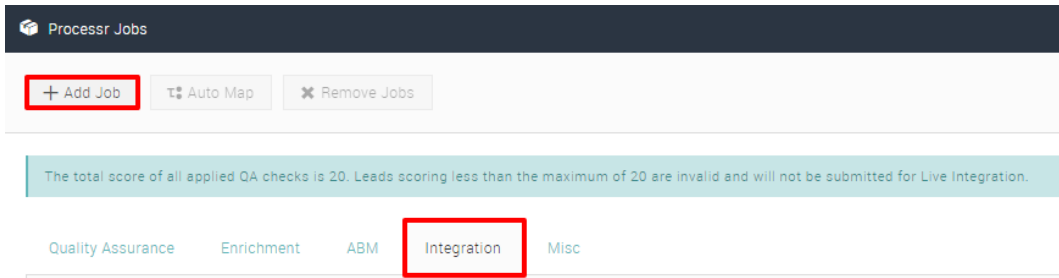 Processr Jobs
+ Add Job Auto Map Remove Jobs
The total score of all applied QA checks is 20. Leads scoring less than the maximum of 20 are invalid and will not be submitted for Live Integration.
Quality Assurance Enrichment ABM Integration Misc